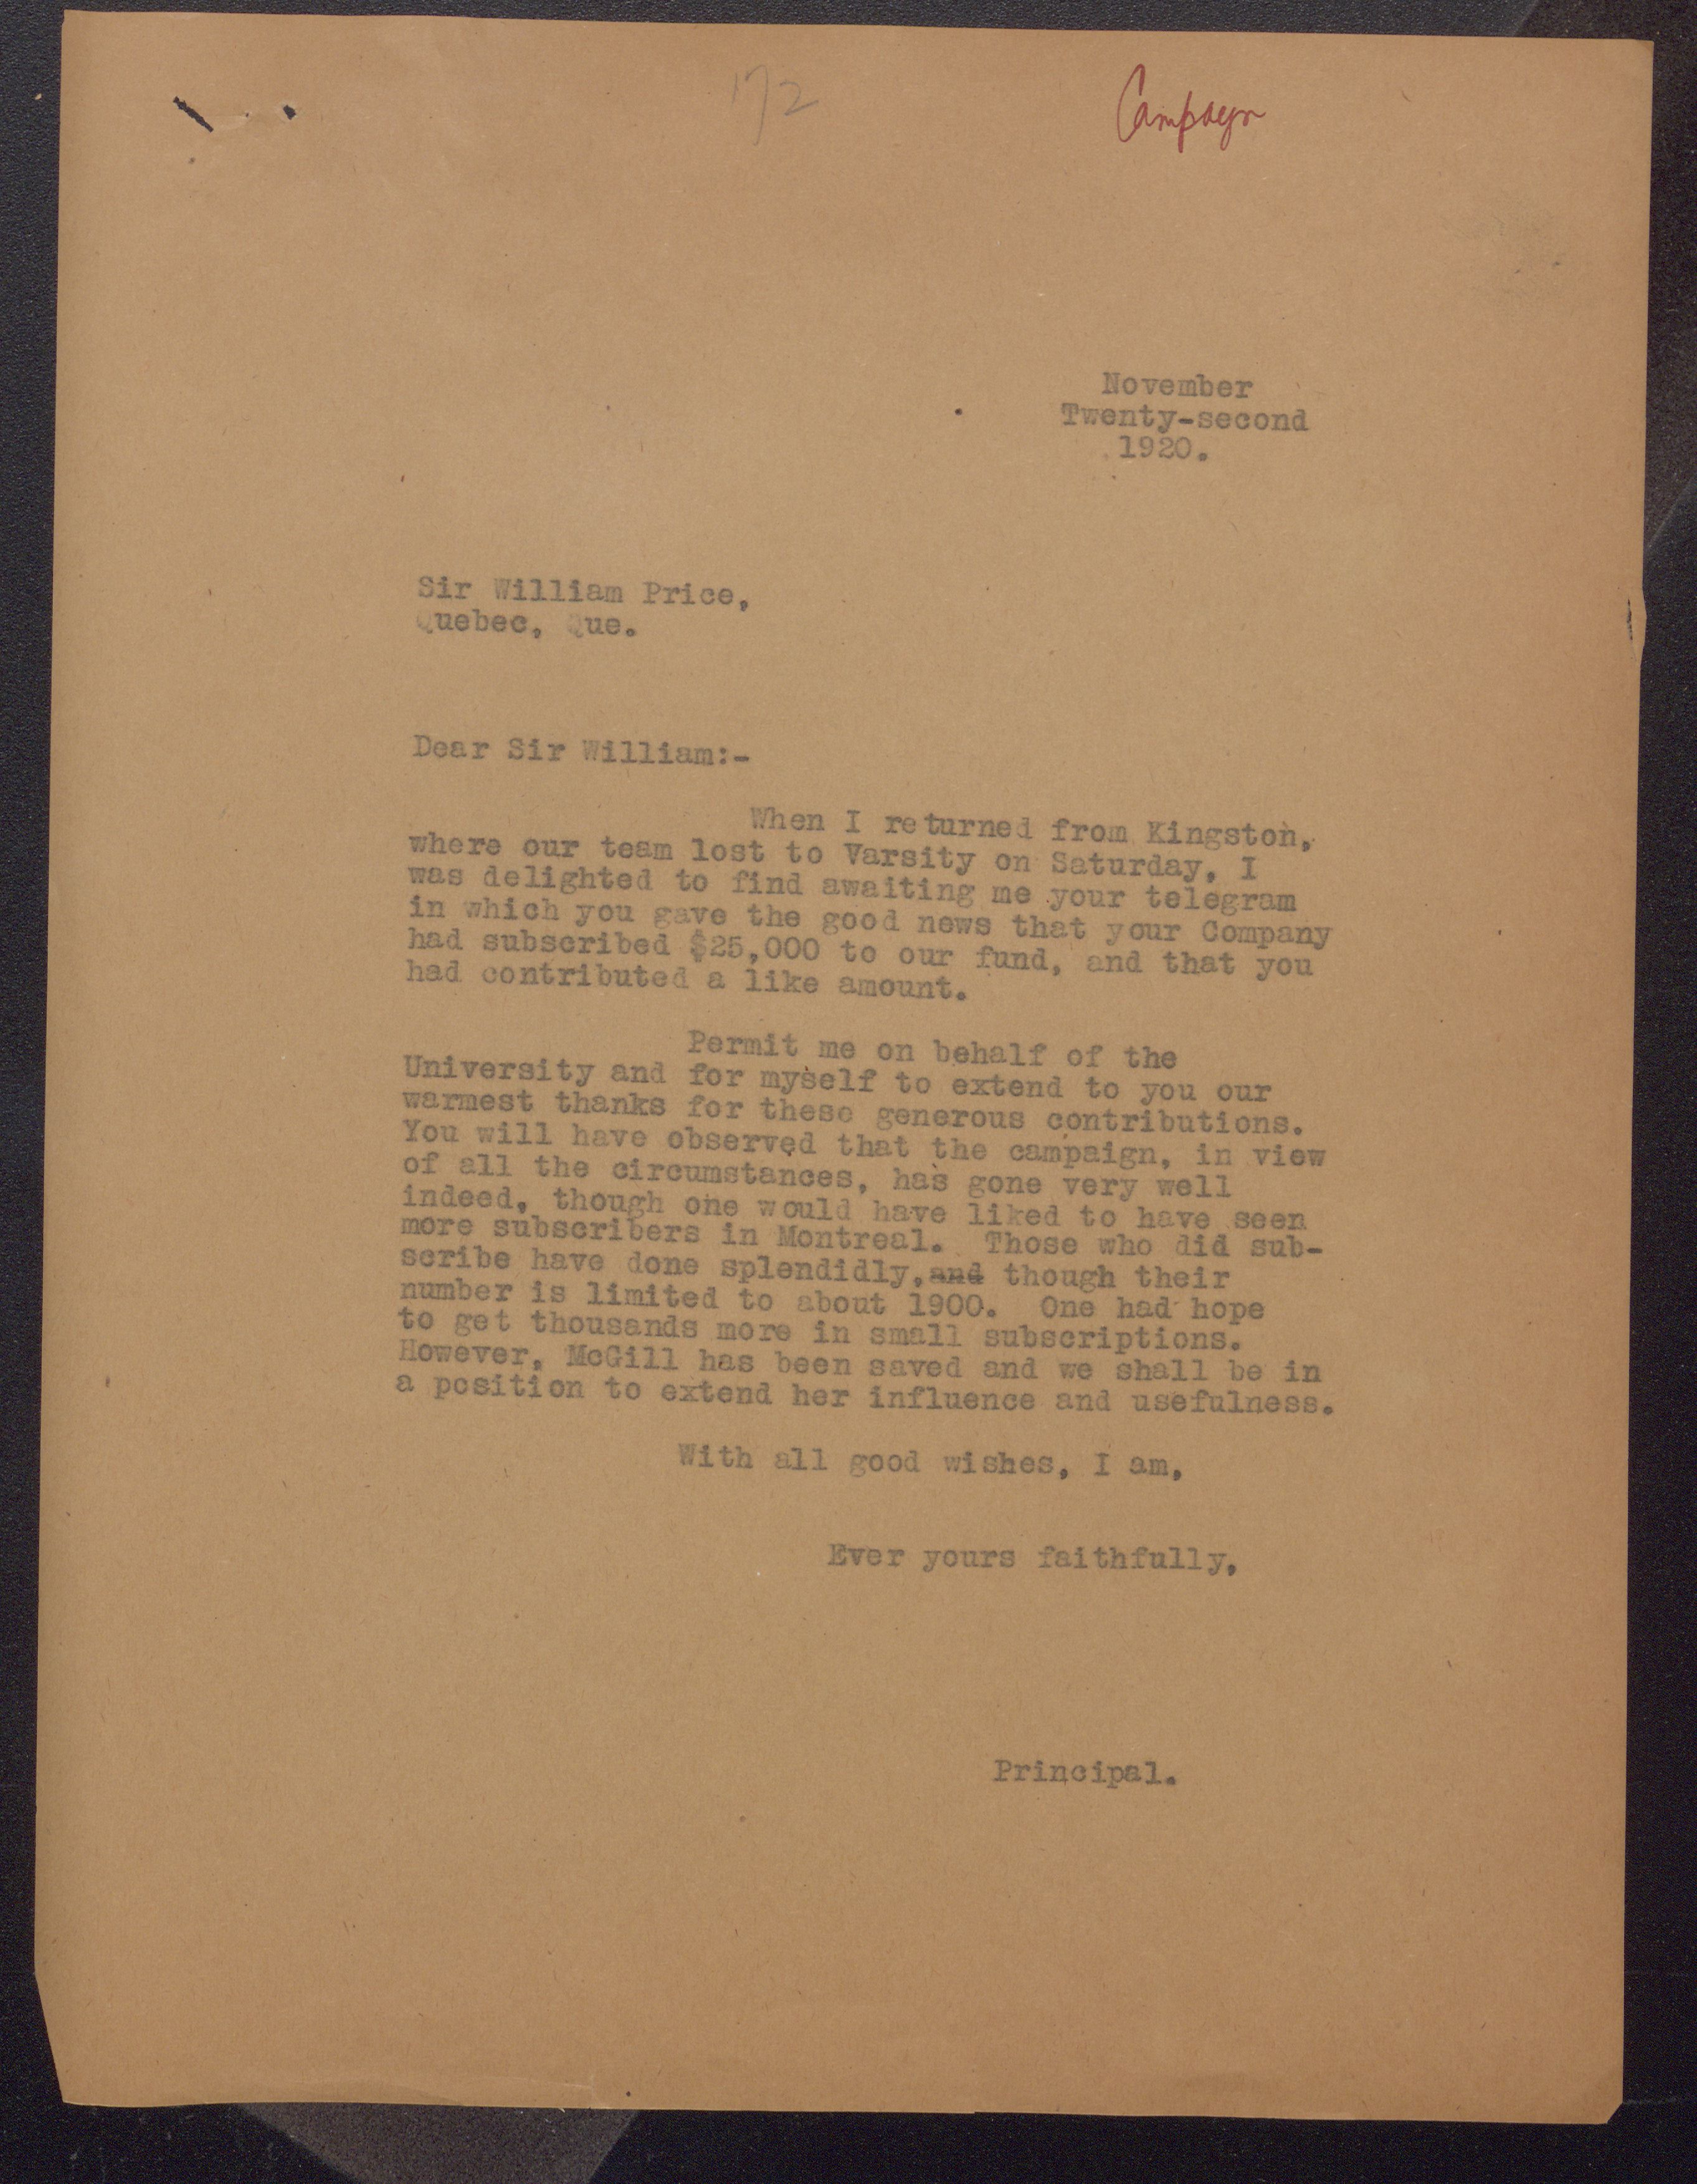 172
Campaign
November
Twenty-second
1920.
Sir William Price,
Quebec, Que.
Dear Sir William:-
When I returned from Kingston,
where our team lost to Varsity on Saturday, I
was delighted to find awaiting me your telegram
in which you gave the good news that your Company
had subscribed $25,000 to our fund, and that you
had contributed a like amount.
Permit me on behalf of the
University and for myself to extend to you our
warmest thanks for these generous contributions.
You will have observed that the campaign, in view
of all the circumstances, has gone very well
indeed, though one would have liked to have seen
more subscribers in Montreal. Those who did sub-
scribe have done splendidly, and though their
number is limited to about 1900. One had hope
to get thousands more in small subscriptions.
However, McGill has been saved and we shall be in
a position to extend her influence and usefulness.
With all good wishes, I am,
Ever yours faithfully,
Principal.